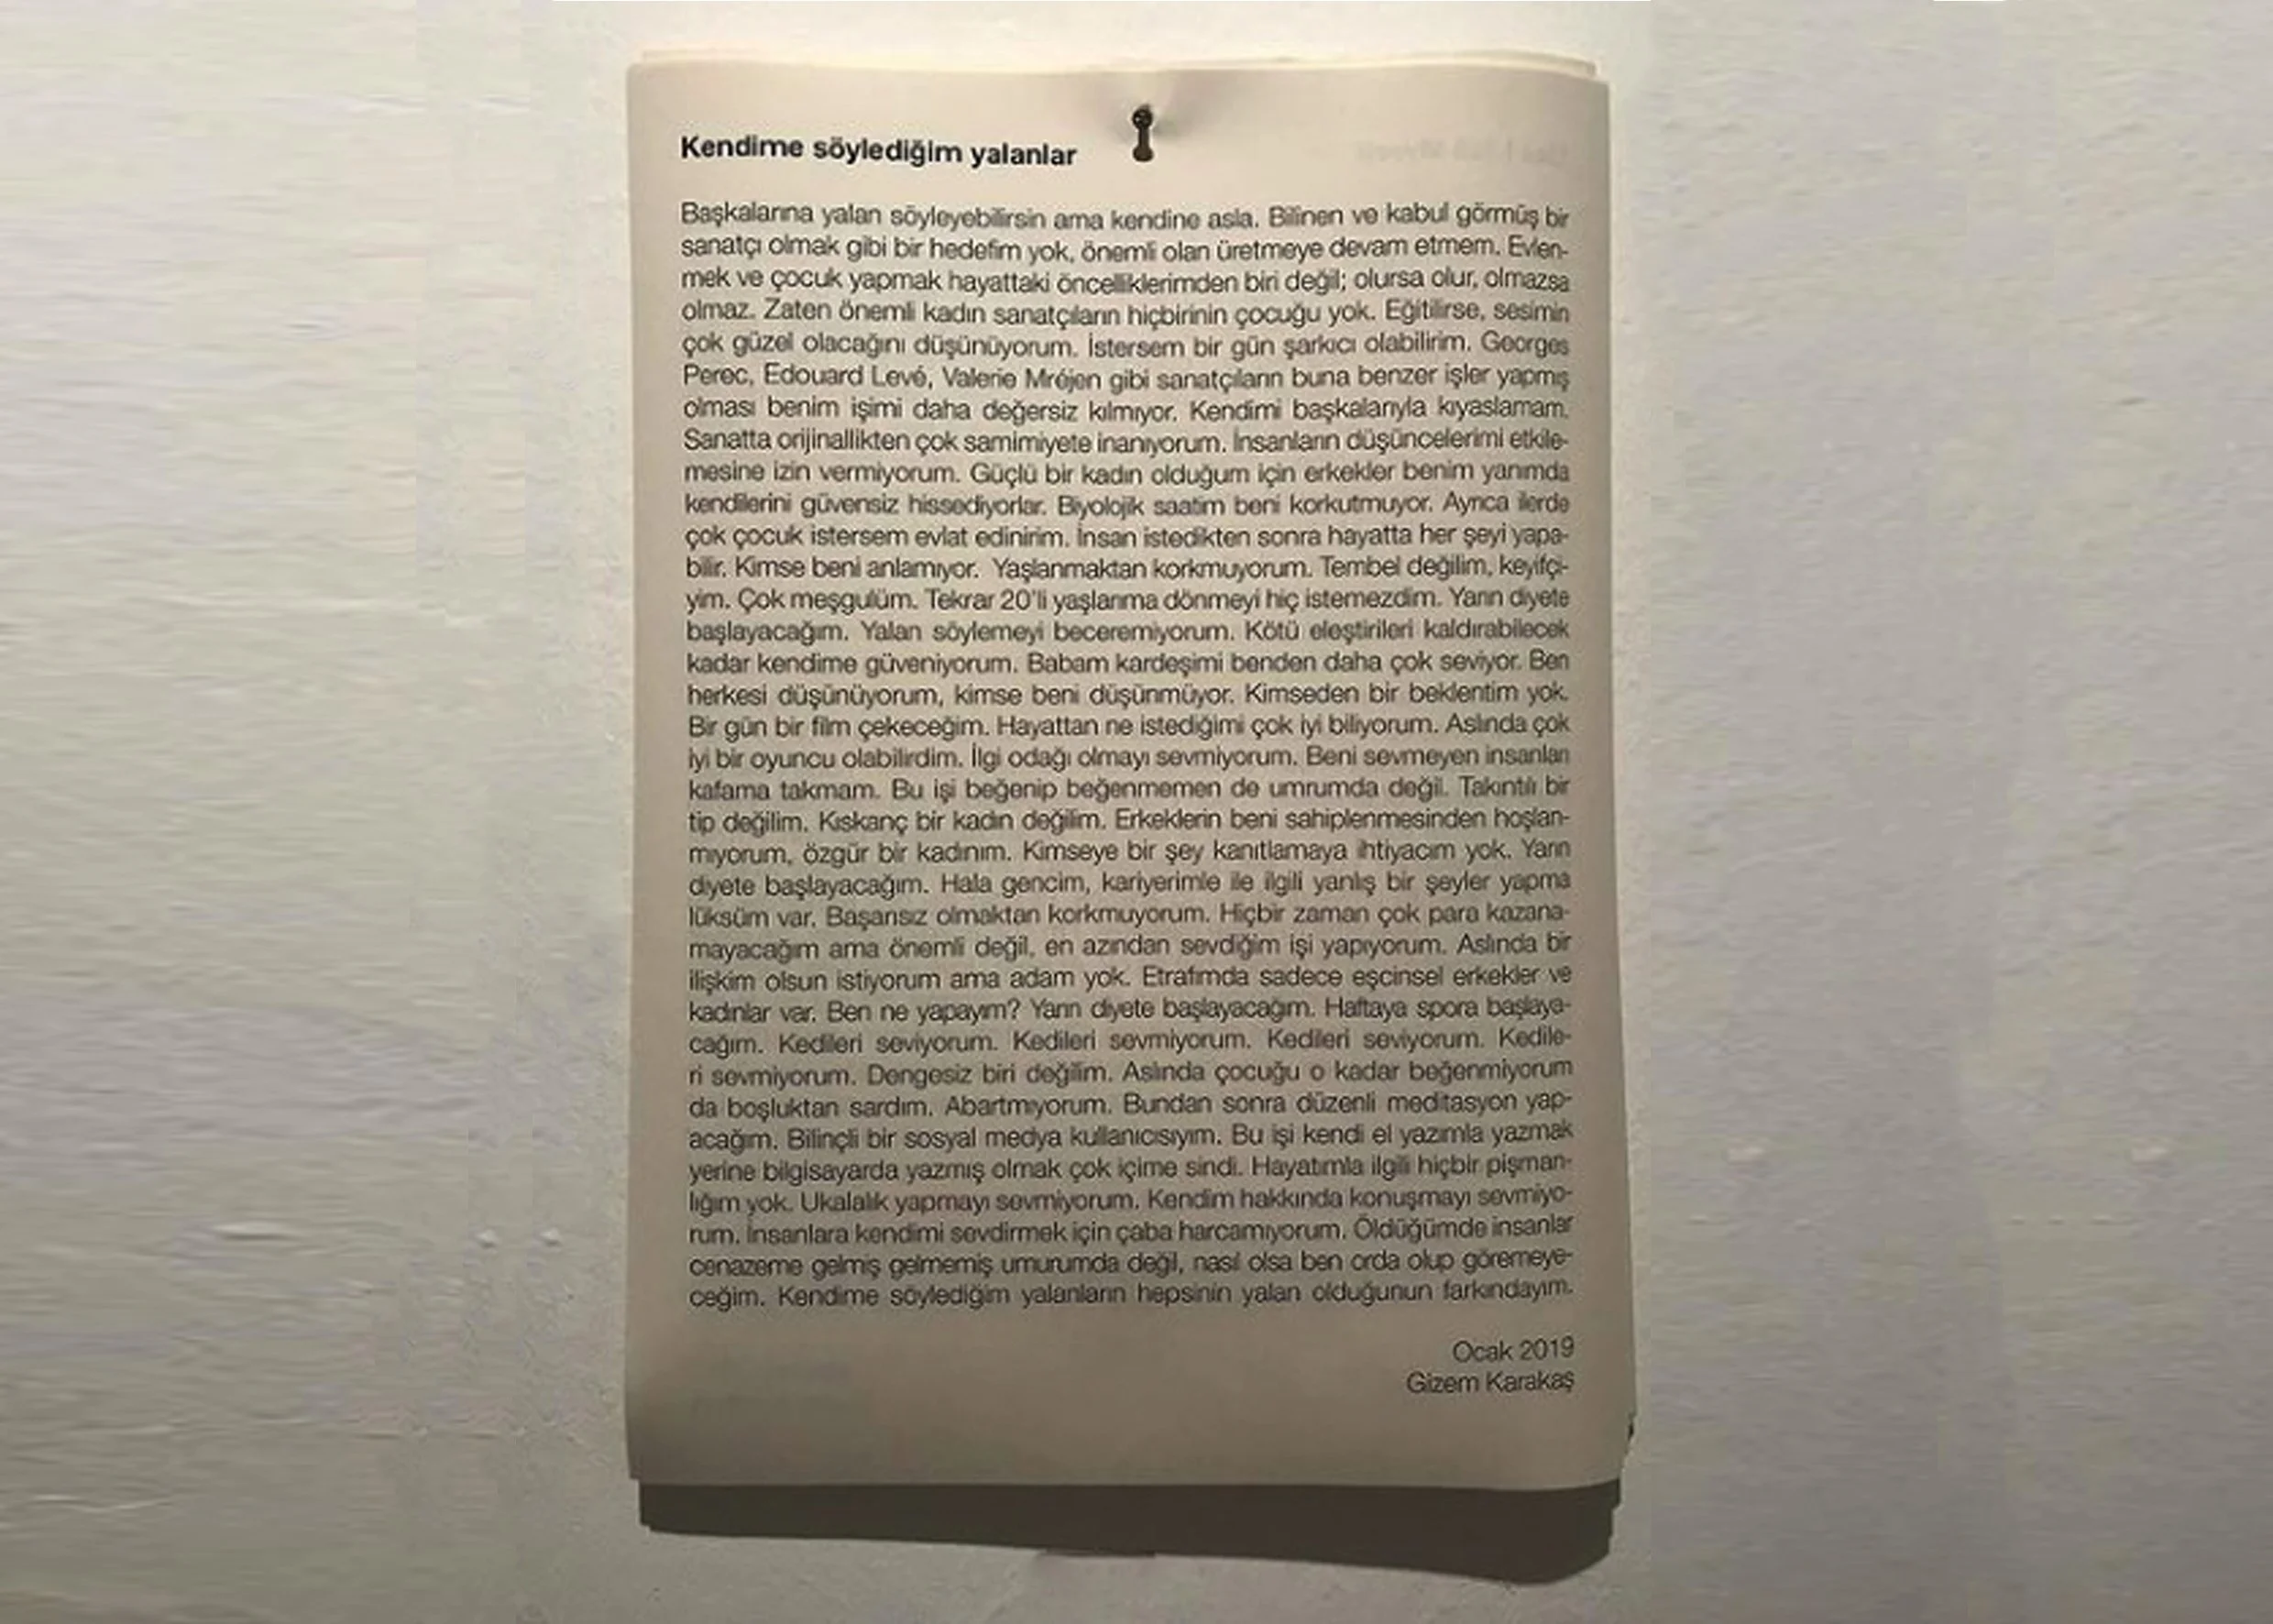 Kendime söylediğim yalanlar
Başkalarına yalan söyleyebilirsin ama kendine asla. Bilinen ve kabul görmüş bir
sanatçı olmak gibi bir hedefim yok, önemli olan üretmeye devam etmem. Evlen-
mek ve çocuk yapmak hayattaki öncelliklerimden biri değil; olursa olur, olmazsa
olmaz. Zaten önemli kadın sanatçıların hiçbirinin çocuğu yok. Eğitilirse, sesimin
çok güzel olacağını düşünüyorum. İstersem bir gün şarkıcı olabilirim. Georges
Perec, Edouard Levé, Valerie Mréjen gibi sanatçıların buna benzer işler yapmış
olması benim işimi daha değersiz kılmıyor. Kendimi başkalarıyla kıyaslamam.
Sanatta orijinallikten çok samimiyete inanıyorum. İnsanların düşüncelerimi etkile-
mesine izin vermiyorum. Güçlü bir kadın olduğum için erkekler benim yanımda
kendilerini güvensiz hissediyorlar. Biyolojik saatim beni korkutmuyor. Ayrıca ilerde
çok çocuk istersem evlat edinirim. İnsan istedikten sonra hayatta her şeyi yapa-
bilir. Kimse beni anlamıyor. Yaşlanmaktan korkmuyorum. Tembel değilim, keyifçi-
yim. Çok meşgulüm. Tekrar 20'li yaşlarıma dönmeyi hiç istemezdim. Yarın diyete
başlayacağım. Yalan söylemeyi beceremiyorum. Kötü eleştirileri kaldırabilecek
kadar kendime güveniyorum. Babam kardeşimi benden daha çok seviyor. Ben
herkesi düşünüyorum, kimse beni düşünmüyor. Kimseden bir beklentim yok.
Bir gün bir film çekeceğim. Hayattan ne istediğimi çok iyi biliyorum. Aslında çok
iyi bir oyuncu olabilirdim. İlgi odağı olmayı sevmiyorum. Beni sevmeyen insanları
kafama takmam. Bu işi beğenip beğenmemen de umrumda değil. Takıntılı bir
tip değilim. Kıskanç bir kadın değilim. Erkeklerin beni sahiplenmesinden hoşlan-
mıyorum, özgür bir kadınım. Kimseye bir şey kanıtlamaya ihtiyacım yok. Yarın
diyete başlayacağım. Hala gencim, kariyerimle ile ilgili yanlış bir şeyler yapma
lüksüm var. Başarısız olmaktan korkmuyorum. Hiçbir zaman çok para kazana-
mayacağım ama önemli değil, en azından sevdiğim işi yapıyorum. Aslında bir
ilişkim olsun istiyorum ama adam yok. Etrafımda sadece eşcinsel erkekler ve
kadınlar var. Ben ne yapayım? Yarın diyete başlayacağım. Haftaya spora başlaya-
cağım. Kedileri seviyorum. Kedileri sevmiyorum. Kedileri seviyorum. Kedile-
ri sevmiyorum. Dengesiz biri değilim. Aslında çocuğu o kadar beğenmiyorum
da boşluktan sardım. Abartmıyorum. Bundan sonra düzenli meditasyon yap-
acağım. Bilinçli bir sosyal medya kullanıcısıyım. Bu işi kendi el yazımla yazmak
yerine bilgisayarda yazmış olmak çok içime sindi. Hayatımla ilgili hiçbir pişman-
lığım yok. Ukalalık yapmayı sevmiyorum. Kendim hakkında konuşmayı sevmiyo-
rum. İnsanlara kendimi sevdirmek için çaba harcamıyorum. Öldüğümde insanlar
cenazeme gelmiş gelmemiş umurumda değil, nasıl olsa ben orda olup göremeye-
ceğim. Kendime söylediğim yalanların hepsinin yalan olduğunun farkındayım.
Ocak 2019
Gizem Karakaş